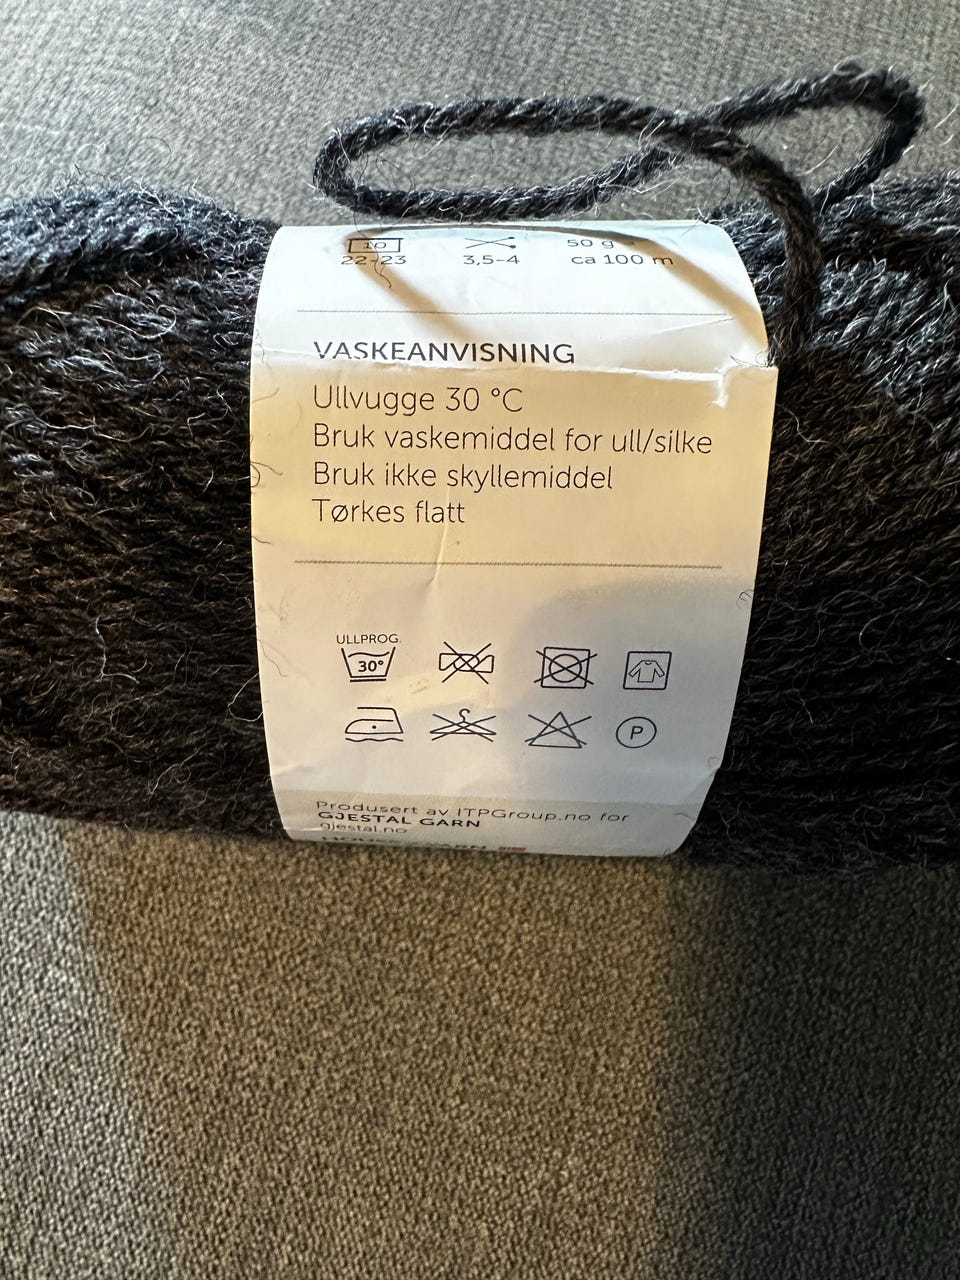 10
22-23 3,5-4 50 g =
ca 100 m
VASKEANVISNING
Ullvugge 30 °C
Bruk vaskemiddel for ull/silke
Bruk ikke skyllemiddel
Tørkes flatt
ULLPROG.
30°
P
Produsert av ITPGroup.no for
GJESTAL GARN
gjestal.no